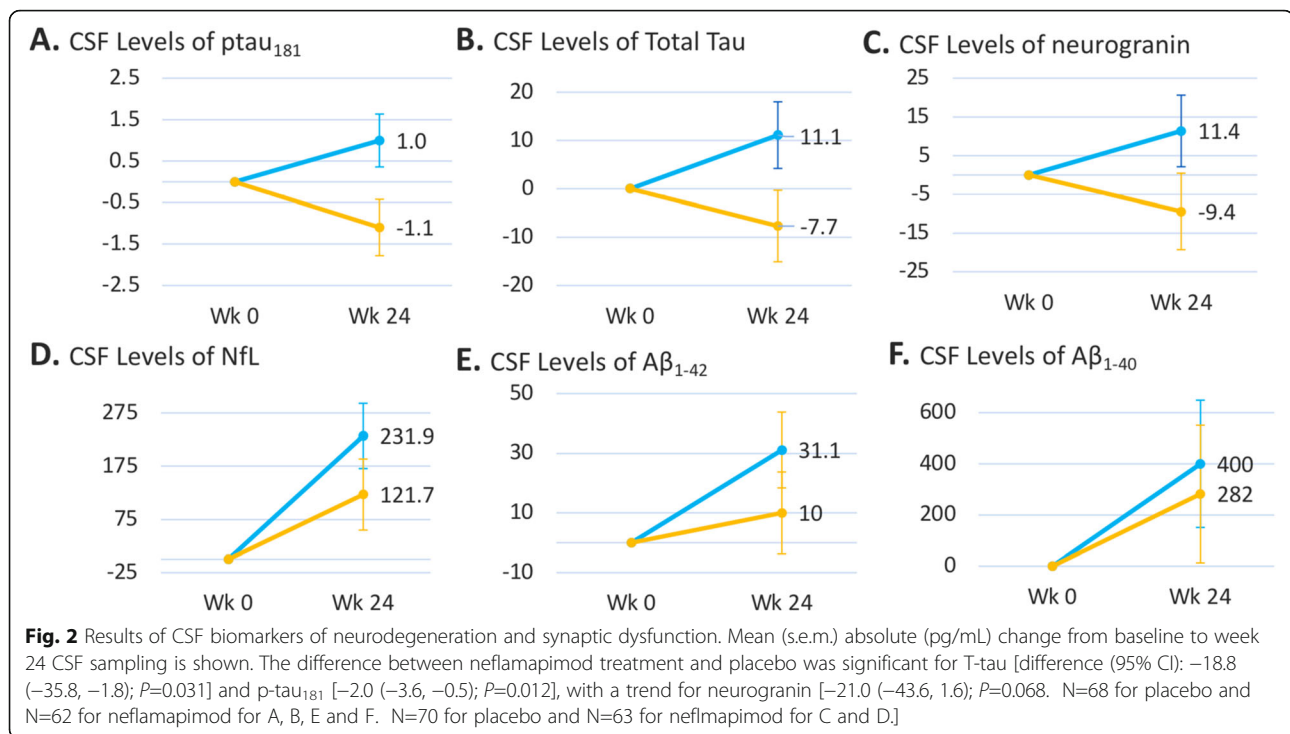 A. CSF Levels of ptau181
2.5
1.5
0.5
-0.5
-1.5
-2.5
1.0
-1.1
Wk 0 Wk 24
B. CSF Levels of Total Tau
20
10
0
-10
-20
11.1
-7.7
Wk 0 Wk 24
C. CSF Levels of neurogranin
25
15
5
-5
-15
-25
11.4
-9.4
Wk 0 Wk 24
D. CSF Levels of NfL
275
175
75
-25
231.9
121.7
Wk 0 Wk 24
E. CSF Levels of Aβ1-42
50
30
10
-10
31.1
10
Wk 0 Wk 24
F. CSF Levels of Aβ1-40
600
400
200
0
400
282
Wk 0 Wk 24
Fig. 2 Results of CSF biomarkers of neurodegeneration and synaptic dysfunction. Mean (s.e.m.) absolute (pg/mL) change from baseline to week
24 CSF sampling is shown. The difference between neflamapimod treatment and placebo was significant for T-tau [difference (95% CI): −18.8
(−35.8, −1.8); P=0.031] and p-tau181 [−2.0 (−3.6, −0.5); P=0.012], with a trend for neurogranin [−21.0 (−43.6, 1.6); P=0.068. N=68 for placebo and
N=62 for neflamapimod for A, B, E and F. N=70 for placebo and N=63 for neflmapimod for C and D.]